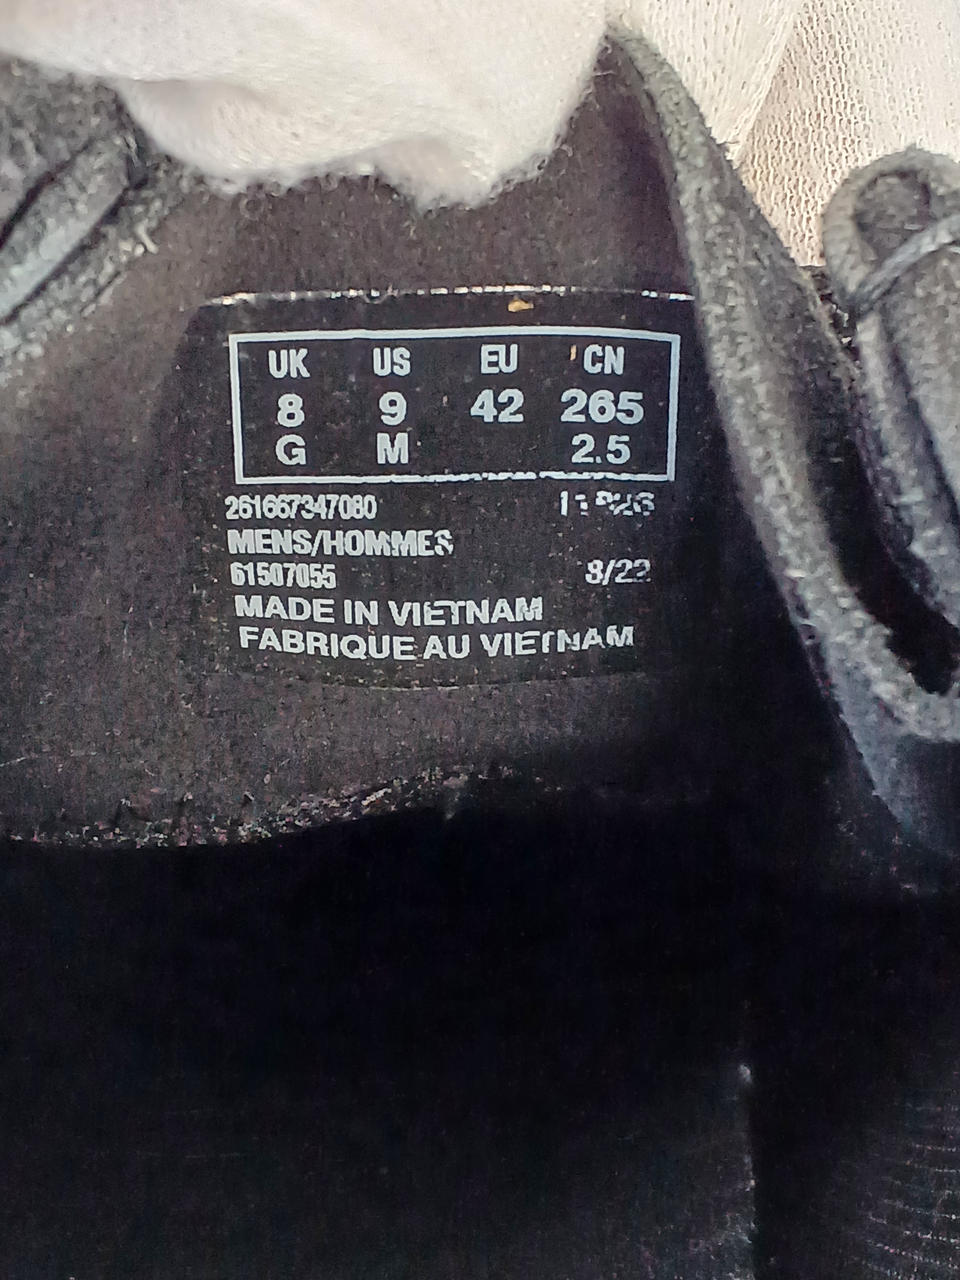 UK US EU CN
8 9 42 265
G M 2.5
261667347080
MENS/HOMMES
61507055 8/22
MADE IN VIETNAM
FABRIQUE AU VIETNAM